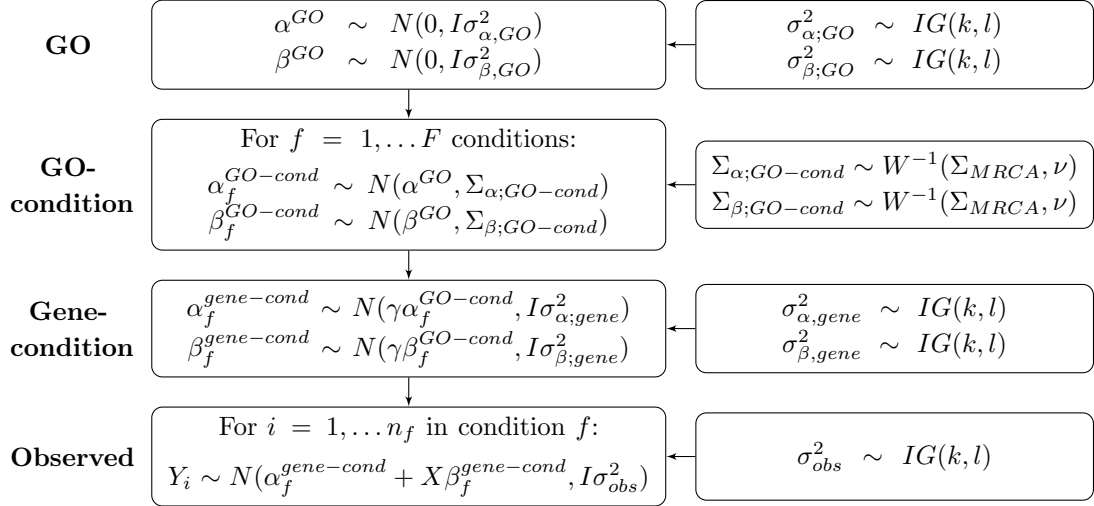 GO
α^{GO} ∼ N(0, Iσ²_{α,GO})
β^{GO} ∼ N(0, Iσ²_{β,GO})
σ²_{α;GO} ∼ IG(k, l)
σ²_{β;GO} ∼ IG(k, l)
GO-
condition
For f = 1, … F conditions:
α_f^{GO−cond} ∼ N(α^{GO}, Σ_{α;GO−cond})
β_f^{GO−cond} ∼ N(β^{GO}, Σ_{β;GO−cond})
Σ_{α;GO−cond} ∼ W^{−1}(Σ_{MRCA}, ν)
Σ_{β;GO−cond} ∼ W^{−1}(Σ_{MRCA}, ν)
Gene-
condition
α_f^{gene−cond} ∼ N(γα_f^{GO−cond}, Iσ²_{α;gene})
β_f^{gene−cond} ∼ N(γβ_f^{GO−cond}, Iσ²_{β;gene})
σ²_{α,gene} ∼ IG(k, l)
σ²_{β,gene} ∼ IG(k, l)
Observed
For i = 1, … n_f in condition f:
Y_i ∼ N(α_f^{gene−cond} + Xβ_f^{gene−cond}, Iσ²_{obs})
σ²_{obs} ∼ IG(k, l)